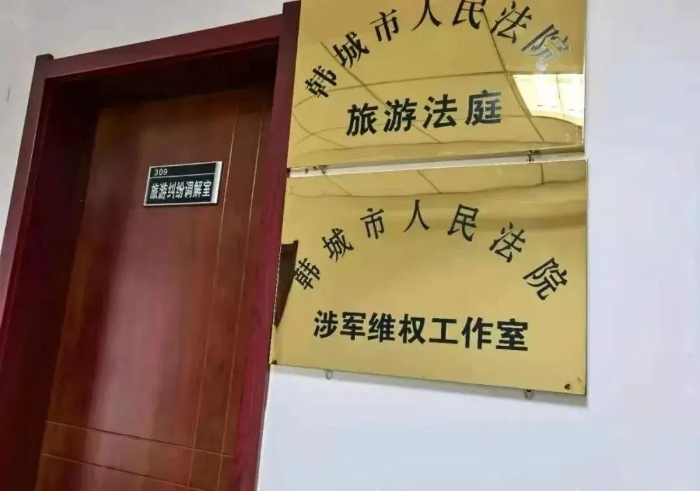 309
旅游纠纷调解室
韩城市人民法院
旅游法庭
韩城市人民法院
涉军维权工作室